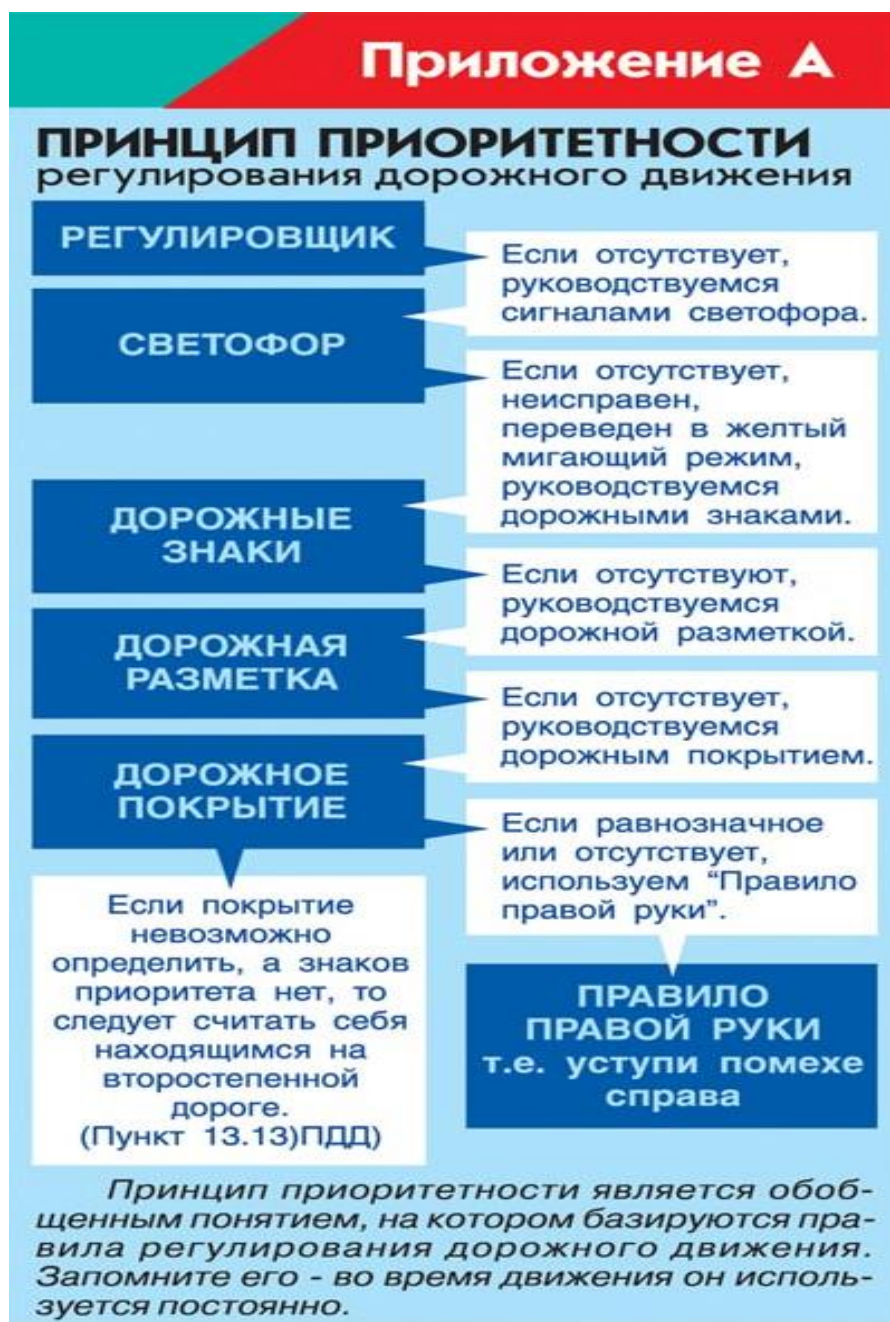 Приложение А
ПРИНЦИП ПРИОРИТЕТНОСТИ
регулирования дорожного движения
РЕГУЛИРОВЩИК
Если отсутствует,
руководствуемся
сигналами светофора.
СВЕТОФОР
Если отсутствует,
неисправен,
переведен в желтый
мигающий режим,
руководствуемся
дорожными знаками.
ДОРОЖНЫЕ
ЗНАКИ
Если отсутствуют,
руководствуемся
дорожной разметкой.
ДОРОЖНАЯ
РАЗМЕТКА
Если отсутствует,
руководствуемся
дорожным покрытием.
ДОРОЖНОЕ
ПОКРЫТИЕ
Если равнозначное
или отсутствует,
используем “Правило
правой руки”.
Если покрытие
невозможно
определить, а знаков
приоритета нет, то
следует считать себя
находящимся на
второстепенной
дороге.
(Пункт 13.13)ПДД)
ПРАВИЛО
ПРАВОЙ РУКИ
т.е. уступи помехе
справа
Принцип приоритетности является обоб-
щенным понятием, на котором базируются пра-
вила регулирования дорожного движения.
Запомните его - во время движения он исполь-
зуется постоянно.